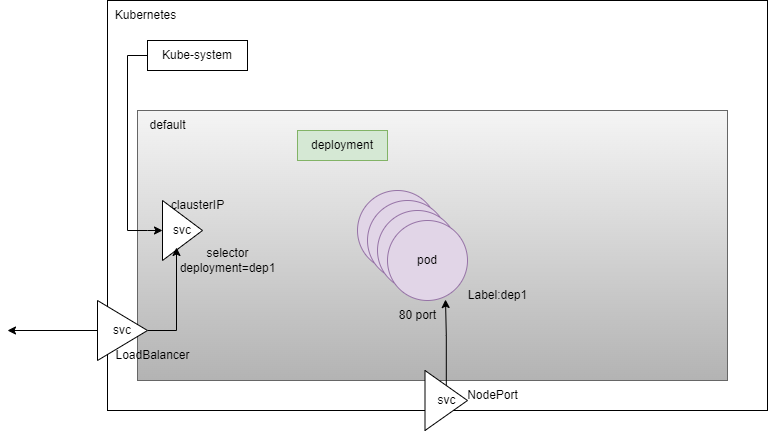 Kubernetes
Kube-system
default
deployment
clausterIP
svc
selector
deployment=dep1
pod
Label:dep1
80 port
svc
LoadBalancer
svc
NodePort